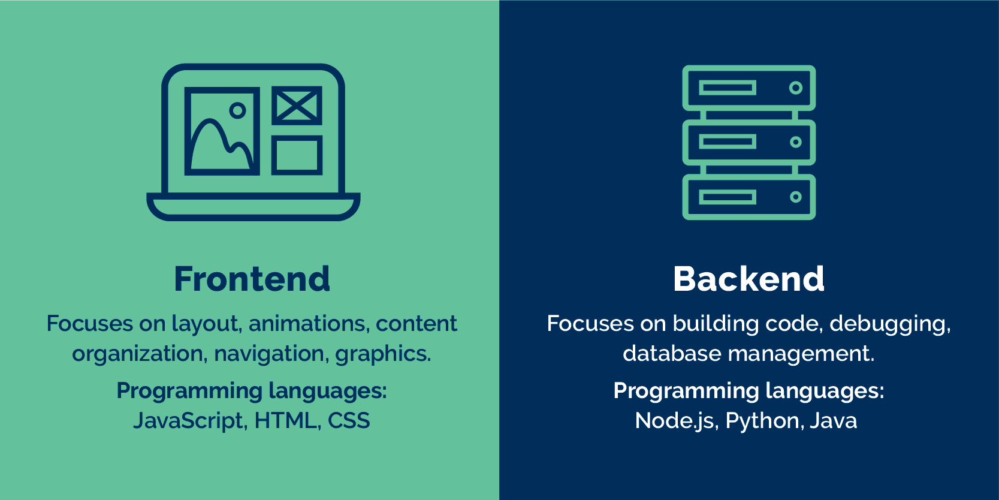 Frontend
Focuses on layout, animations, content
organization, navigation, graphics.
Programming languages:
JavaScript, HTML, CSS
Backend
Focuses on building code, debugging,
database management.
Programming languages:
Node.js, Python, Java